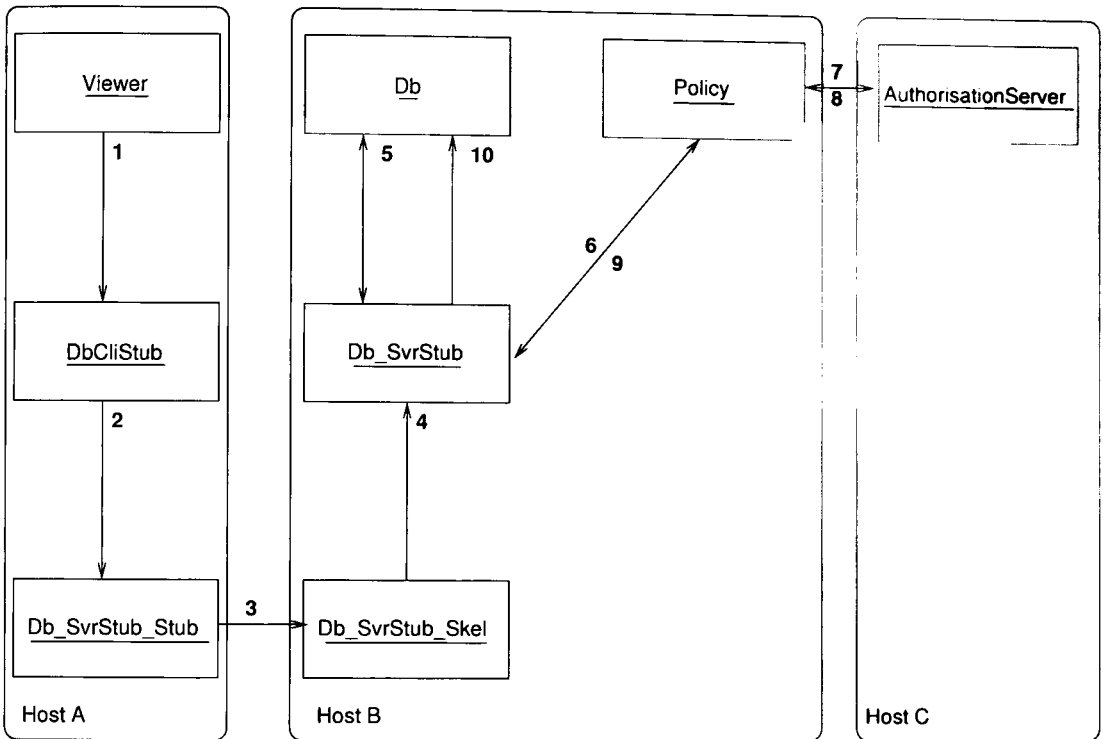 Viewer
Db
Policy
7
8
AuthorisationServer
1
5
10
6
9
DbCliStub
Db_SvrStub
2
4
3
Db_SvrStub_Stub
Db_SvrStub_Skel
Host A
Host B
Host C